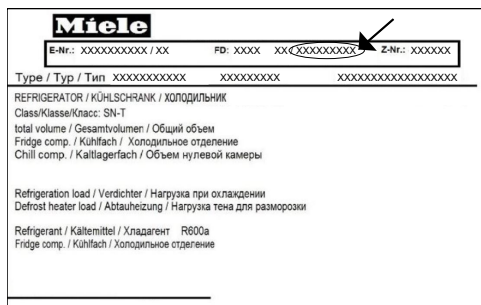 Miele
E-Nr.: XXXXXXXXXX / XX FD: XXXX XX XXXXXXXXX Z-Nr.: XXXXXX
Type / Typ / Тип XXXXXXXXXXX XXXXXXXXX XXXXXXXXXXXXXXXXXX
REFRIGERATOR / KÜHLSCHRANK / ХОЛОДИЛЬНИК
Class/Klasse/Класс: SN-T
total volume / Gesamtvolumen / Общий объем
Fridge comp. / Kühlfach / Холодильное отделение
Chill comp. / Kaltlagerfach / Объем нулевой камеры
Refrigeration load / Verdichter / Нагрузка при охлаждении
Defrost heater load / Abtauheizung / Нагрузка тена для разморозки
Refrigerant / Kältemittel / Хладагент R600a
Fridge comp. / Kühlfach / Холодильное отделение